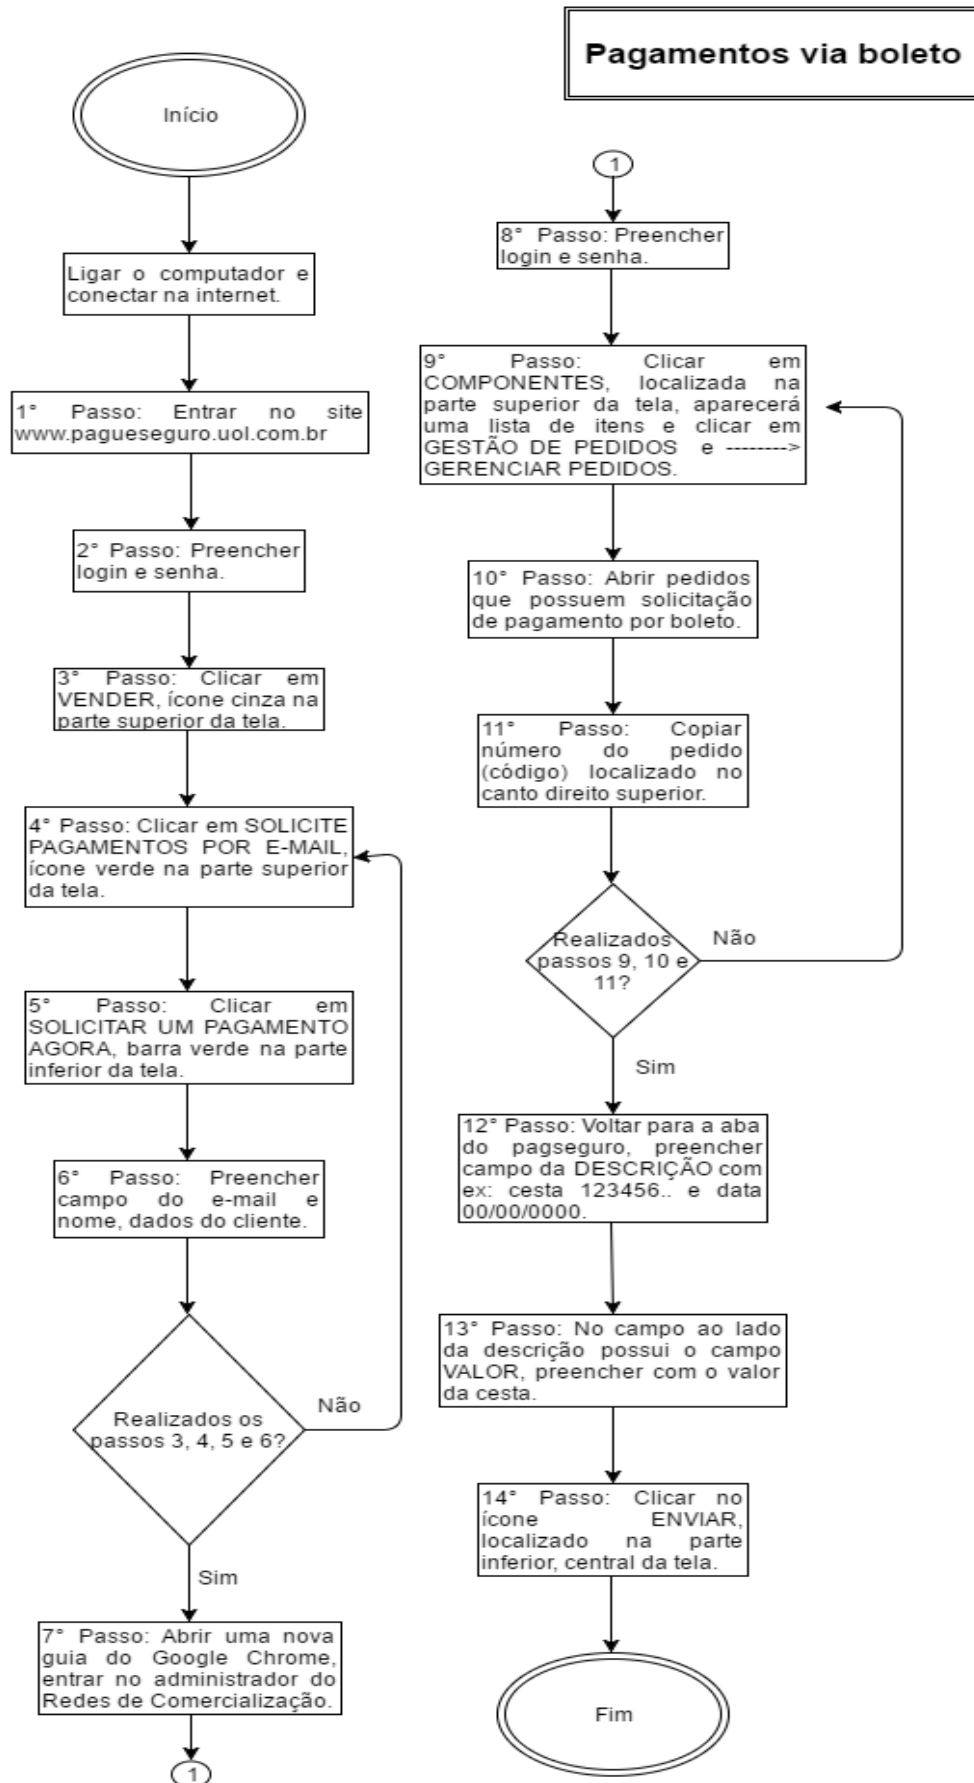 Pagamentos via boleto
Início
Ligar o computador e
conectar na internet.
1° Passo: Entrar no site
www.pagueseguro.uol.com.br
2° Passo: Preencher
login e senha.
3° Passo: Clicar em
VENDER, ícone cinza na
parte superior da tela.
4° Passo: Clicar em SOLICITE
PAGAMENTOS POR E-MAIL,
ícone verde na parte superior
da tela.
5° Passo: Clicar em
SOLICITAR UM PAGAMENTO
AGORA, barra verde na parte
inferior da tela.
6° Passo: Preencher
campo do e-mail e
nome, dados do cliente.
Realizados os
passos 3, 4, 5 e 6?
Não
Sim
7° Passo: Abrir uma nova
guia do Google Chrome,
entrar no administrador do
Redes de Comercialização.
1
1
8° Passo: Preencher
login e senha.
9° Passo: Clicar em
COMPONENTES, localizada na
parte superior da tela, aparecerá
uma lista de itens e clicar em
GESTÃO DE PEDIDOS e -------->
GERENCIAR PEDIDOS.
10° Passo: Abrir pedidos
que possuem solicitação
de pagamento por boleto.
11° Passo: Copiar
número do pedido
(código) localizado no
canto direito superior.
Realizados
passos 9, 10 e
11?
Não
Sim
12° Passo: Voltar para a aba
do pagseguro, preencher
campo da DESCRIÇÃO com
ex: cesta 123456.. e data
00/00/0000.
13° Passo: No campo ao lado
da descrição possui o campo
VALOR, preencher com o valor
da cesta.
14° Passo: Clicar no
ícone ENVIAR,
localizado na parte
inferior, central da tela.
Fim